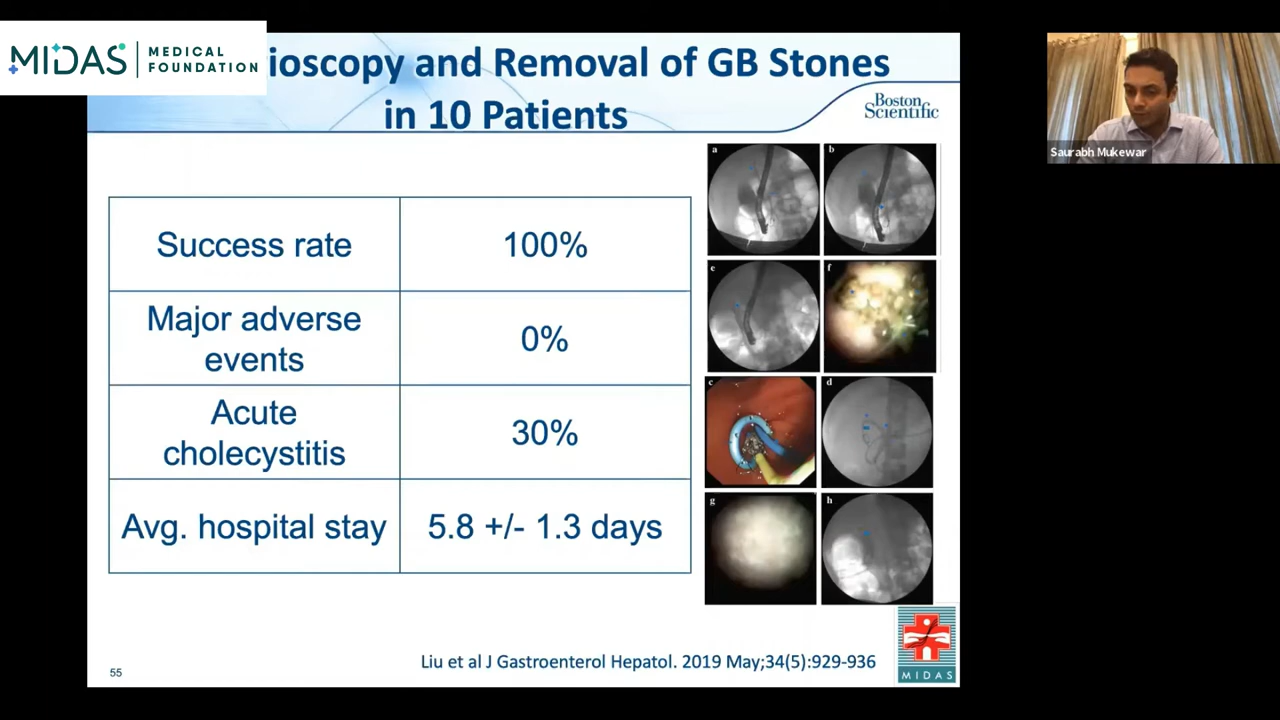 MIDAS MEDICAL
FOUNDATION
ioscopy and Removal of GB Stones
in 10 Patients
Boston
Scientific
Saurabh Mukewar
Success rate 100%
Major adverse
events 0%
Acute
cholecystitis 30%
Avg. hospital stay 5.8 +/- 1.3 days
a b
e f
c d
g h
Liu et al J Gastroenterol Hepatol. 2019 May;34(5):929-936
55
MIDAS